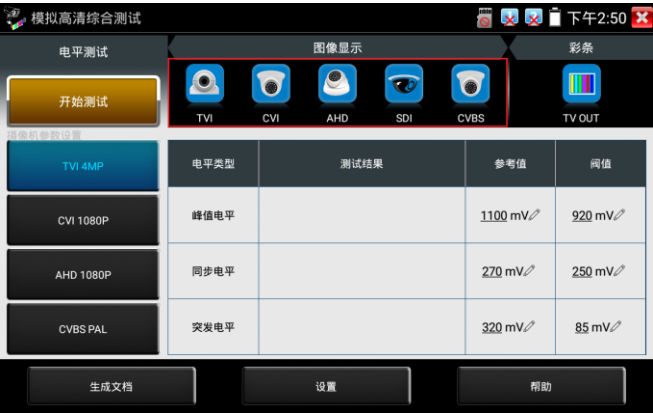 模拟高清综合测试 下午2:50
电平测试 图像显示 彩条
开始测试
TVI CVI AHD SDI CVBS TV OUT
摄像机参数设置
TVI 4MP
CVI 1080P
AHD 1080P
CVBS PAL
电平类型 测试结果 参考值 阀值
峰值电平 1100 mV 920 mV
同步电平 270 mV 250 mV
突发电平 320 mV 85 mV
生成文档 设置 帮助